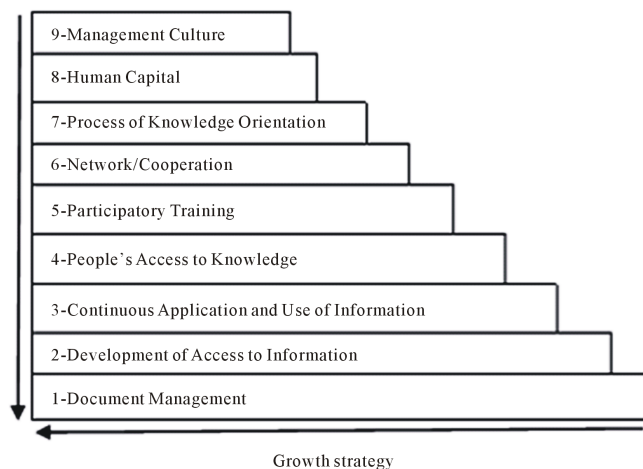 9-Management Culture
8-Human Capital
7-Process of Knowledge Orientation
6-Network/Cooperation
5-Participatory Training
4-People’s Access to Knowledge
3-Continuous Application and Use of Information
2-Development of Access to Information
1-Document Management
Growth strategy